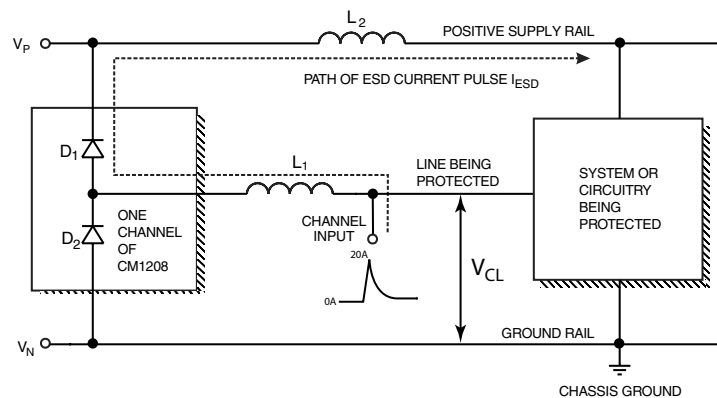 L2
POSITIVE SUPPLY RAIL
VP
PATH OF ESD CURRENT PULSE IESD
D1
L1
LINE BEING
PROTECTED
SYSTEM OR
CIRCUITRY
BEING
PROTECTED
ONE
CHANNEL
OF
CM1208
D2
CHANNEL
INPUT
20A
0A
VCL
GROUND RAIL
VN
CHASSIS GROUND